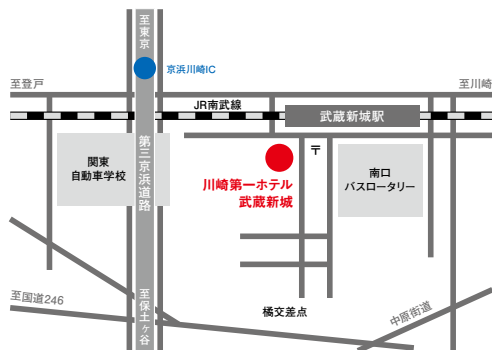 至東京
京浜川崎IC
至登戸
至川崎
JR南武線
武蔵新城駅
第三京浜道路
関東
自動車学校
〒
川崎第一ホテル
武蔵新城
南口
バスロータリー
至国道246
至保土ヶ谷
橘交差点
中原街道